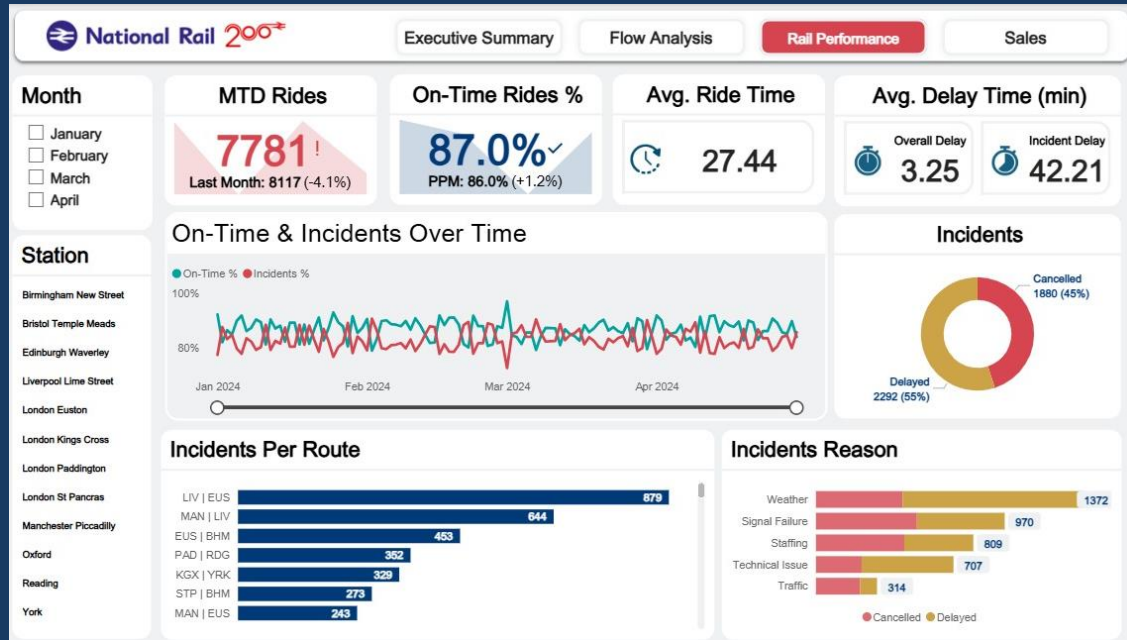 National Rail 200
Executive Summary
Flow Analysis
Rail Performance
Sales
Month
January
February
March
April
MTD Rides
7781!
Last Month: 8117 (-4.1%)
On-Time Rides %
87.0%✓
PPM: 86.0% (+1.2%)
Avg. Ride Time
27.44
Avg. Delay Time (min)
Overall Delay
3.25
Incident Delay
42.21
Station
Birmingham New Street
Bristol Temple Meads
Edinburgh Waverley
Liverpool Lime Street
London Euston
London Kings Cross
London Paddington
London St Pancras
Manchester Piccadilly
Oxford
Reading
York
On-Time & Incidents Over Time
On-Time % Incidents %
100%
80%
Jan 2024 Feb 2024 Mar 2024 Apr 2024
Incidents
Cancelled
1880 (45%)
Delayed
2292 (55%)
Incidents Per Route
LIV | EUS 879
MAN | LIV 644
EUS | BHM 453
PAD | RDG 352
KGX | YRK 329
STP | BHM 273
MAN | EUS 243
Incidents Reason
Weather 1372
Signal Failure 970
Staffing 809
Technical Issue 707
Traffic 314
Cancelled Delayed